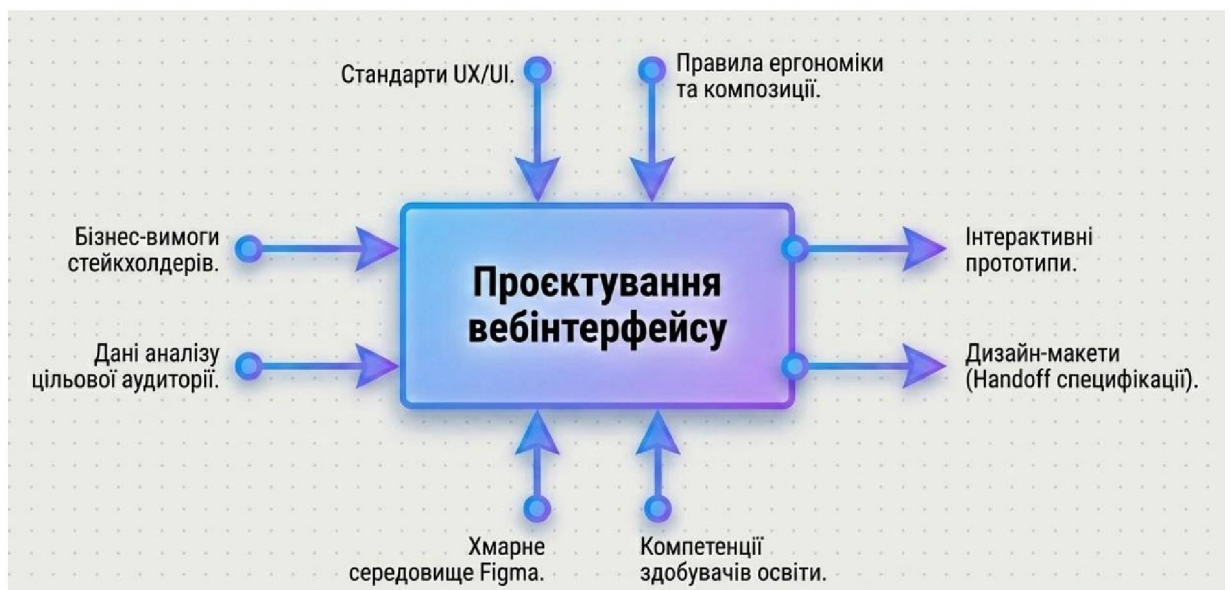 Стандарти UX/UI.
Правила ергономіки
та композиції.
Бізнес-вимоги
стейкхолдерів.
Дані аналізу
цільової аудиторії.
Проєктування
вебінтерфейсу
Інтерактивні
прототипи.
Дизайн-макети
(Handoff специфікації).
Хмарне
середовище Figma.
Компетенції
здобувачів освіти.